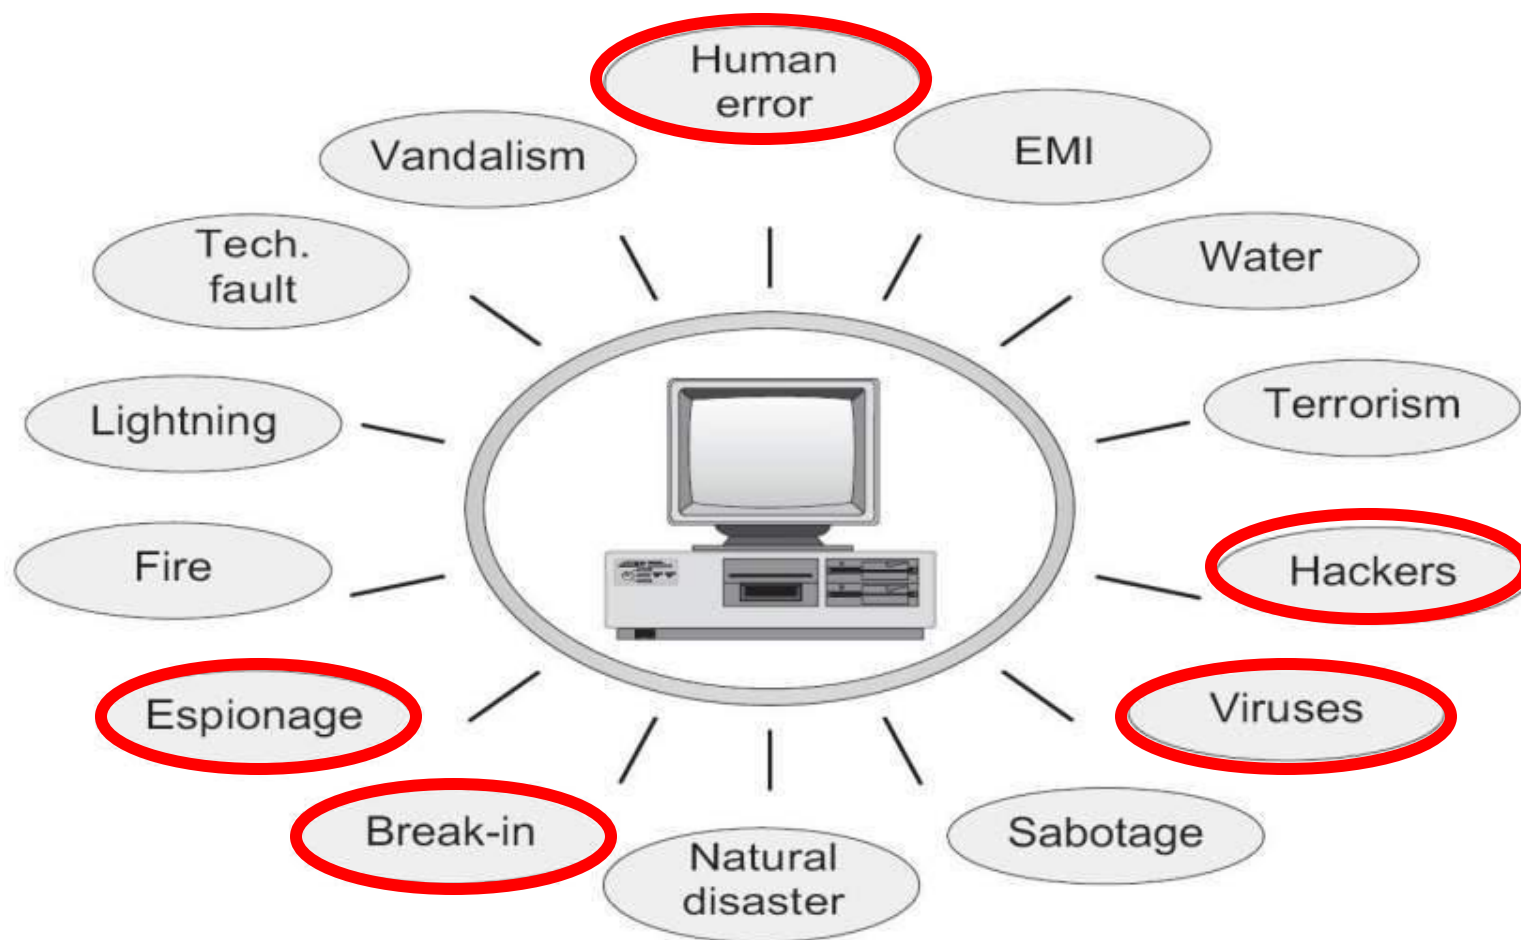 Human
error
EMI
Vandalism
Water
Tech.
fault
Terrorism
Lightning
Hackers
Fire
Viruses
Espionage
Sabotage
Break-in
Natural
disaster